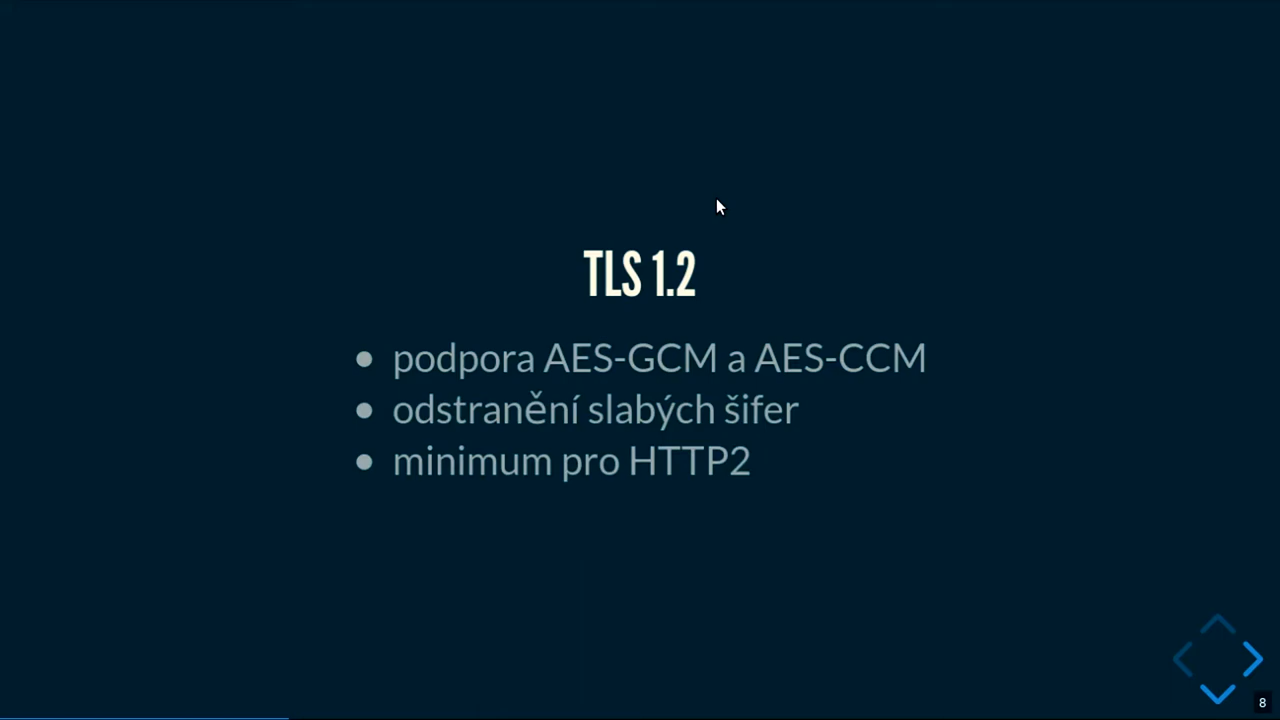 TLS 1.2
podpora AES-GCM a AES-CCM
odstranění slabých šifer
minimum pro HTTP2
8